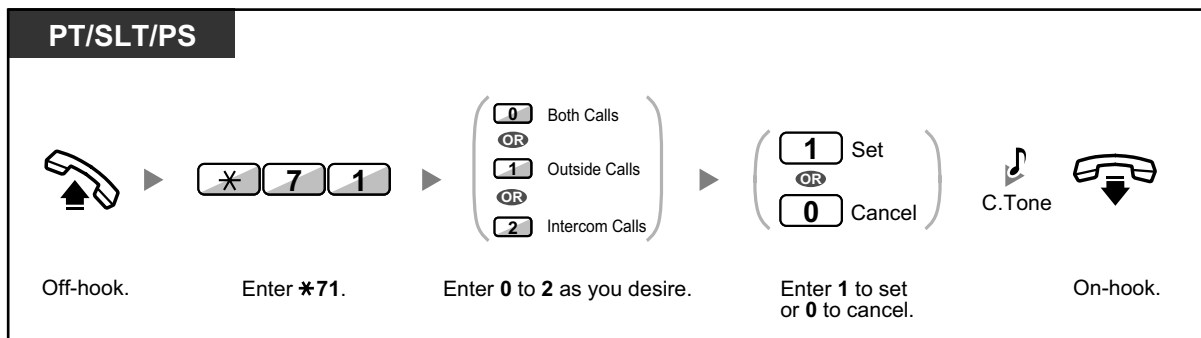 PT/SLT/PS
0 Both Calls
OR
1 Outside Calls
OR
2 Intercom Calls
1 Set
OR
0 Cancel
✱ 7 1
C.Tone
Off-hook.
Enter ✱71.
Enter 0 to 2 as you desire.
Enter 1 to set
or 0 to cancel.
On-hook.